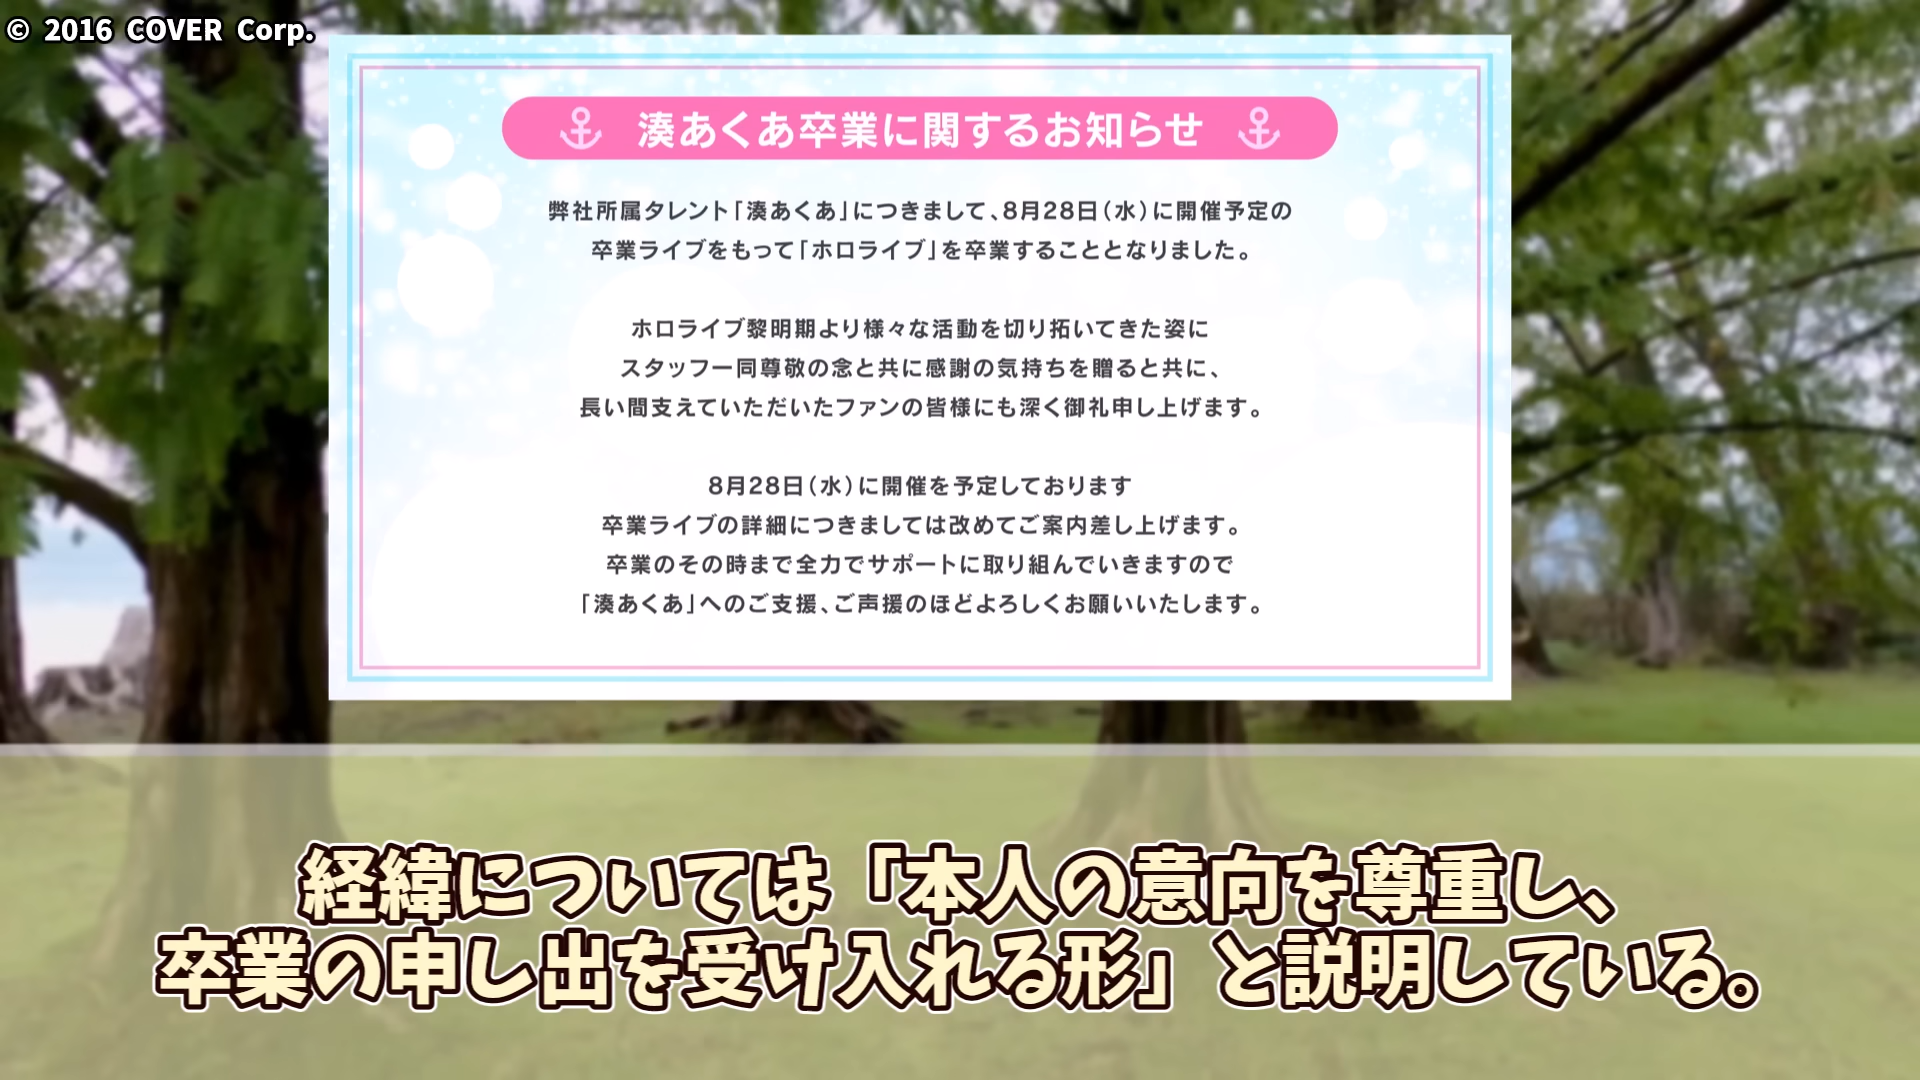 © 2016 COVER Corp.
湊あくあ卒業に関するお知らせ
弊社所属タレント「湊あくあ」につきまして、8月28日（水）に開催予定の
卒業ライブをもって「ホロライブ」を卒業することとなりました。
ホロライブ黎明期より様々な活動を切り拓いてきた姿に
スタッフ一同尊敬の念と共に感謝の気持ちを贈ると共に、
長い間支えていただいたファンの皆様にも深く御礼申し上げます。
8月28日（水）に開催を予定しております
卒業ライブの詳細につきましては改めてご案内差し上げます。
卒業のその時まで全力でサポートに取り組んでいきますので
「湊あくあ」へのご支援、ご声援のほどよろしくお願いいたします。
経緯については「本人の意向を尊重し、
卒業の申し出を受け入れる形」と説明している。